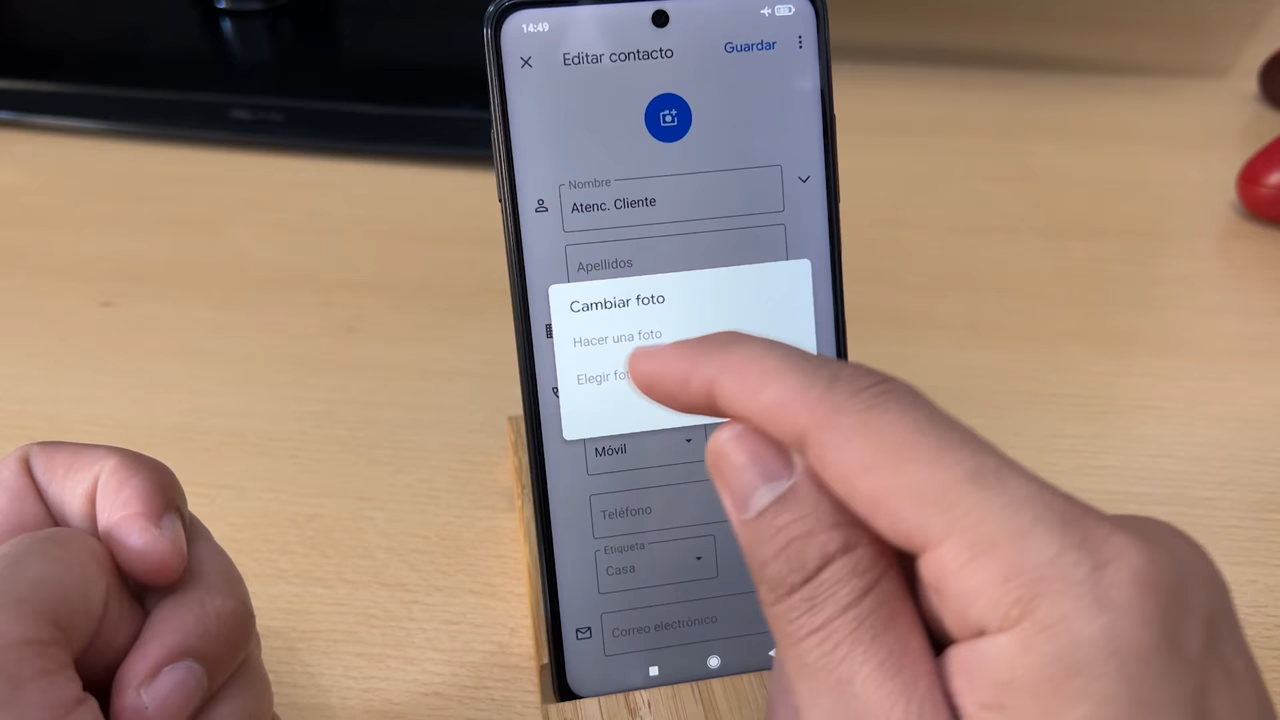 14:49
Editar contacto
Guardar
Nombre
Atenc. Cliente
Apellidos
Cambiar foto
Hacer una foto
Elegir
Móvil
Teléfono
Etiqueta
Casa
Correo electrónico